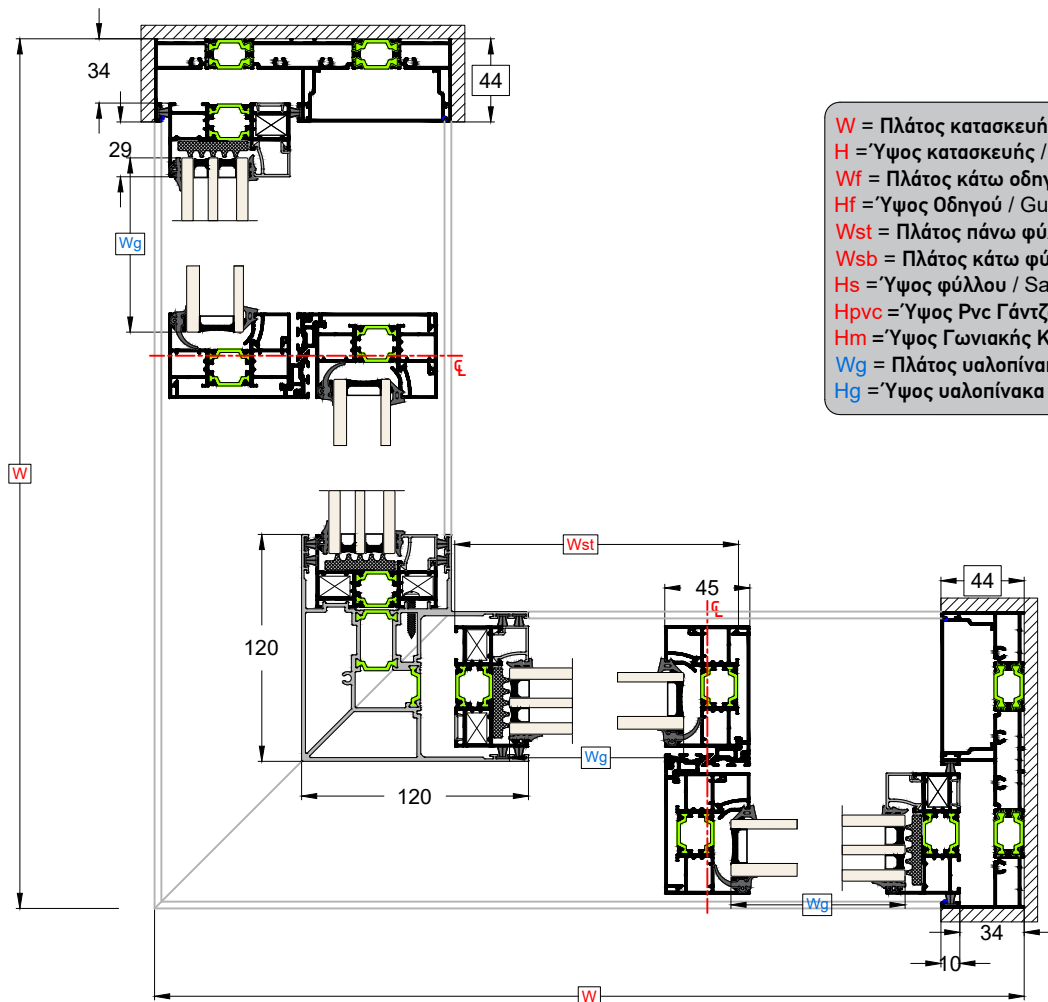 34
44
29
Wg
W = Πλάτος κατασκευή
H =Ύψος κατασκευής /
Wf = Πλάτος κάτω οδηγ
Hf =Ύψος Οδηγού / Gu
Wst = Πλάτος πάνω φύ
Wsb = Πλάτος κάτω φύ
Hs =Ύψος φύλλου / Sa
Hpvc =Ύψος Pvc Γάντζ
Hm =Ύψος Γωνιακής Κ
Wg = Πλάτος υαλοπίνα
Hg =Ύψος υαλοπίνακα
℄
W
Wst
45
44
℄
120
Wg
120
Wg
34
10
W